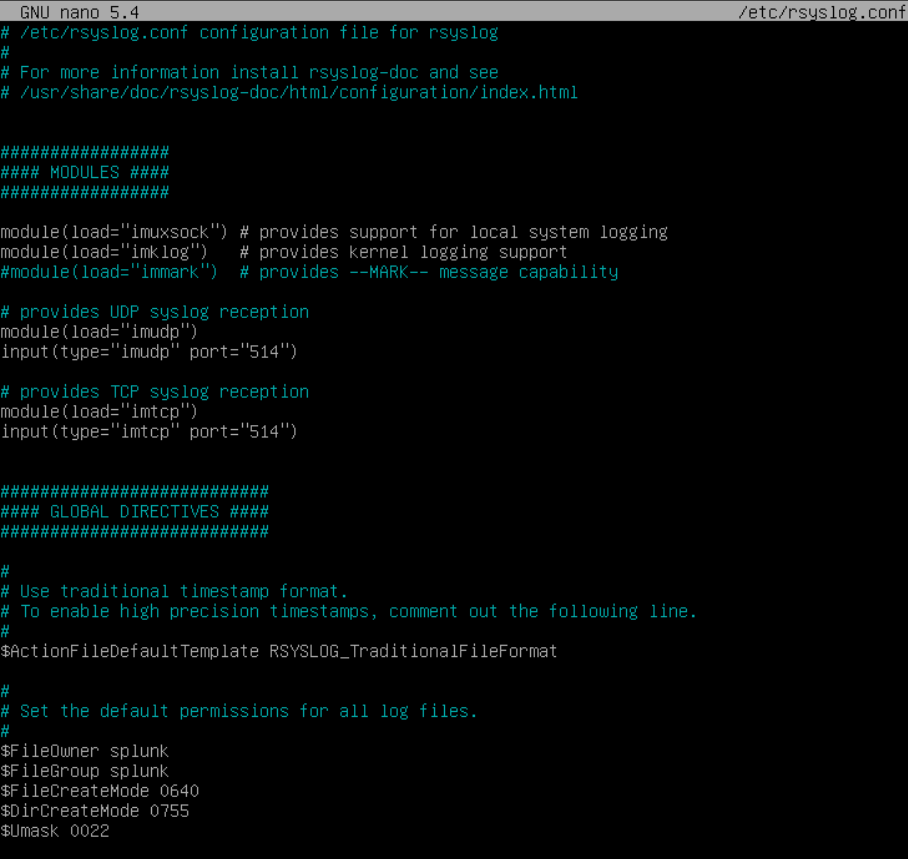 GNU nano 5.4 /etc/rsyslog.conf
# /etc/rsyslog.conf configuration file for rsyslog
#
# For more information install rsyslog-doc and see
# /usr/share/doc/rsyslog-doc/html/configuration/index.html
#################
#### MODULES ####
#################
module(load="imuxsock") # provides support for local system logging
module(load="imklog")   # provides kernel logging support
#module(load="immark")  # provides --MARK-- message capability
# provides UDP syslog reception
module(load="imudp")
input(type="imudp" port="514")
# provides TCP syslog reception
module(load="imtcp")
input(type="imtcp" port="514")
###########################
#### GLOBAL DIRECTIVES ####
###########################
#
# Use traditional timestamp format.
# To enable high precision timestamps, comment out the following line.
#
$ActionFileDefaultTemplate RSYSLOG_TraditionalFileFormat
#
# Set the default permissions for all log files.
#
$FileOwner splunk
$FileGroup splunk
$FileCreateMode 0640
$DirCreateMode 0755
$Umask 0022